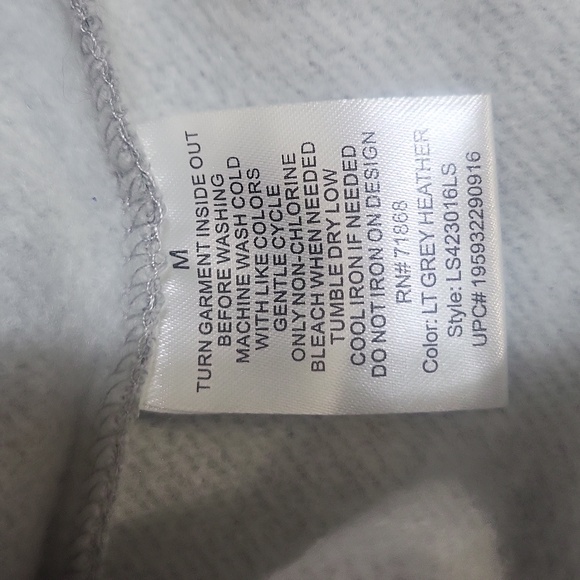 M
TURN GARMENT INSIDE OUT
BEFORE WASHING
MACHINE WASH COLD
WITH LIKE COLORS
GENTLE CYCLE
ONLY NON-CHLORINE
BLEACH WHEN NEEDED
TUMBLE DRY LOW
COOL IRON IF NEEDED
DO NOT IRON ON DESIGN
RN# 71868
Color: LT GREY HEATHER
Style: LS423016LS
UPC# 195932290916